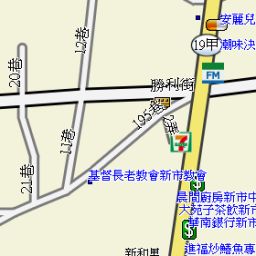 安麗兒
19甲
潮味決
12巷
20巷
FM
勝利街
195巷
2弄
11巷
21巷
7-ELEVEN
基督長老教會新市教會
晨間廚房新市中
大苑子茶飲新市
華南銀行新市
新和里
進福炒鱔魚專